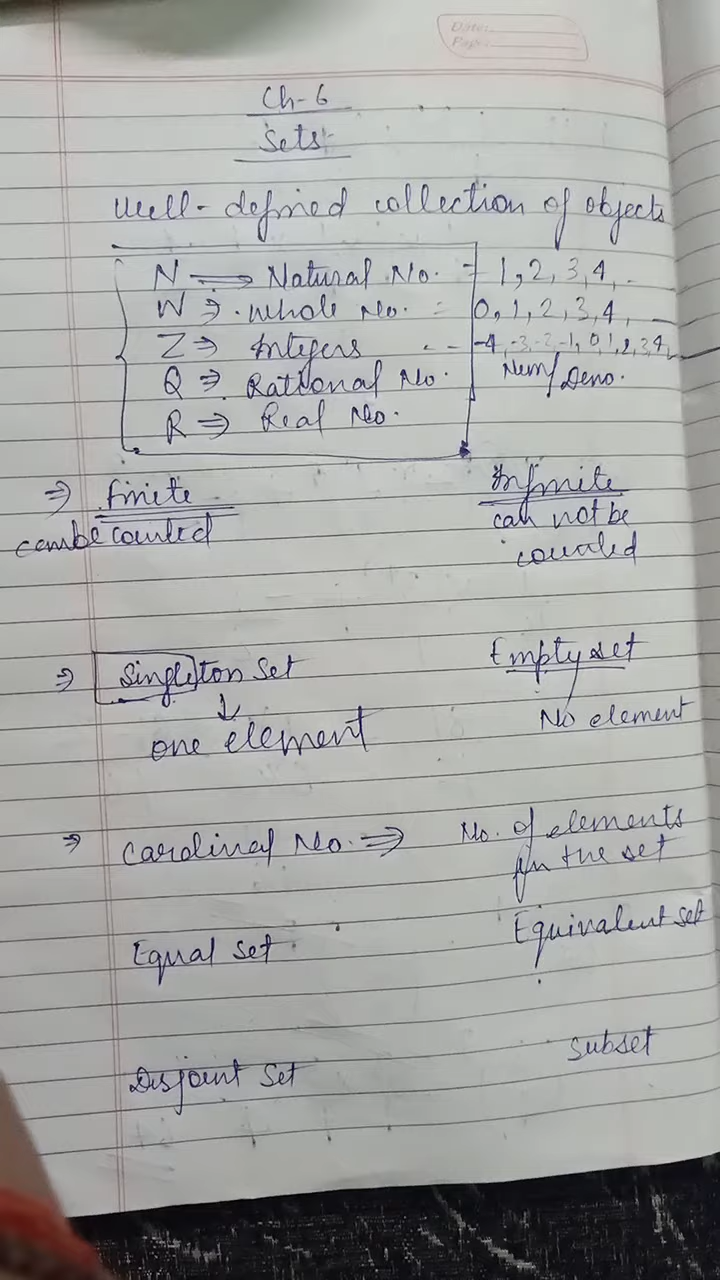 Date:
Page:
Ch-6
Sets
Well-defined collection of objects
N ⟹ Natural No. = 1, 2, 3, 4, .
W ⇒ Whole No. = 0, 1, 2, 3, 4, _
Z ⇒ Integers -- -4, -3, -2, -1, 0, 1, 2, 3, 4, _
Q ⇒ Rational No. Num/Deno.
R ⇒ Real No.
⇒ finite Infinite
can be counted can not be
counted
⇒ Singleton Set Empty set
↓
one element No element
⇒ Cardinal No. ⇒ No. of elements
in the set
Equal Set Equivalent set
Disjoint Set Subset